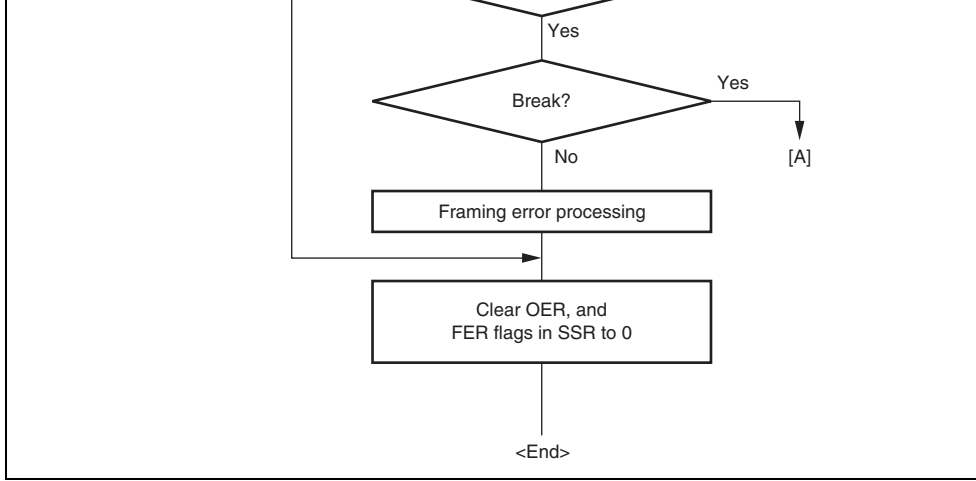 Yes
Break?
Yes
[A]
No
Framing error processing
Clear OER, and
FER flags in SSR to 0
<End>